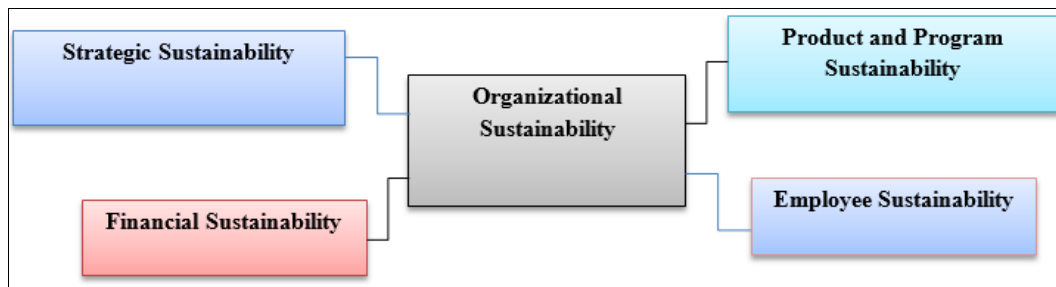 Strategic Sustainability
Product and Program
Sustainability
Organizational
Sustainability
Financial Sustainability
Employee Sustainability